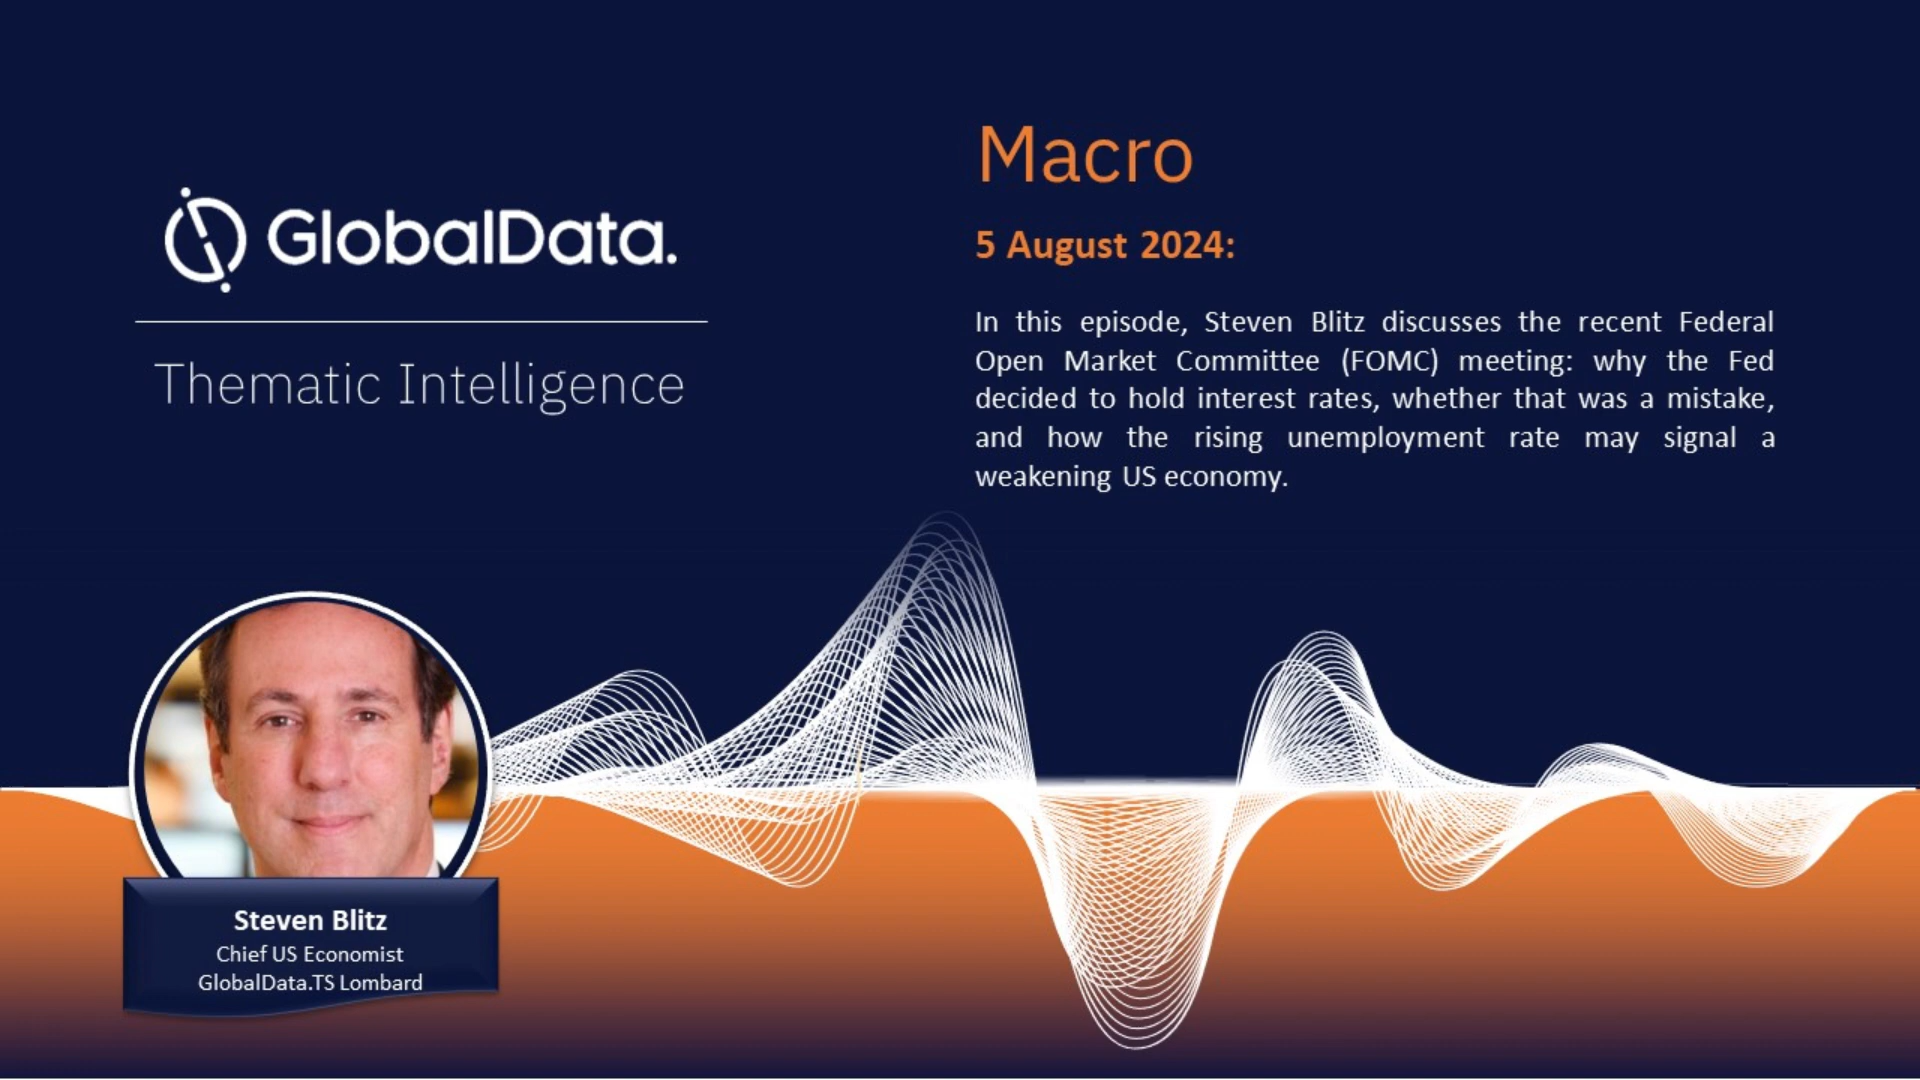 GlobalData.
Thematic Intelligence
Macro
5 August 2024:
In this episode, Steven Blitz discusses the recent Federal
Open Market Committee (FOMC) meeting: why the Fed
decided to hold interest rates, whether that was a mistake,
and how the rising unemployment rate may signal a
weakening US economy.
Steven Blitz
Chief US Economist
GlobalData.TS Lombard